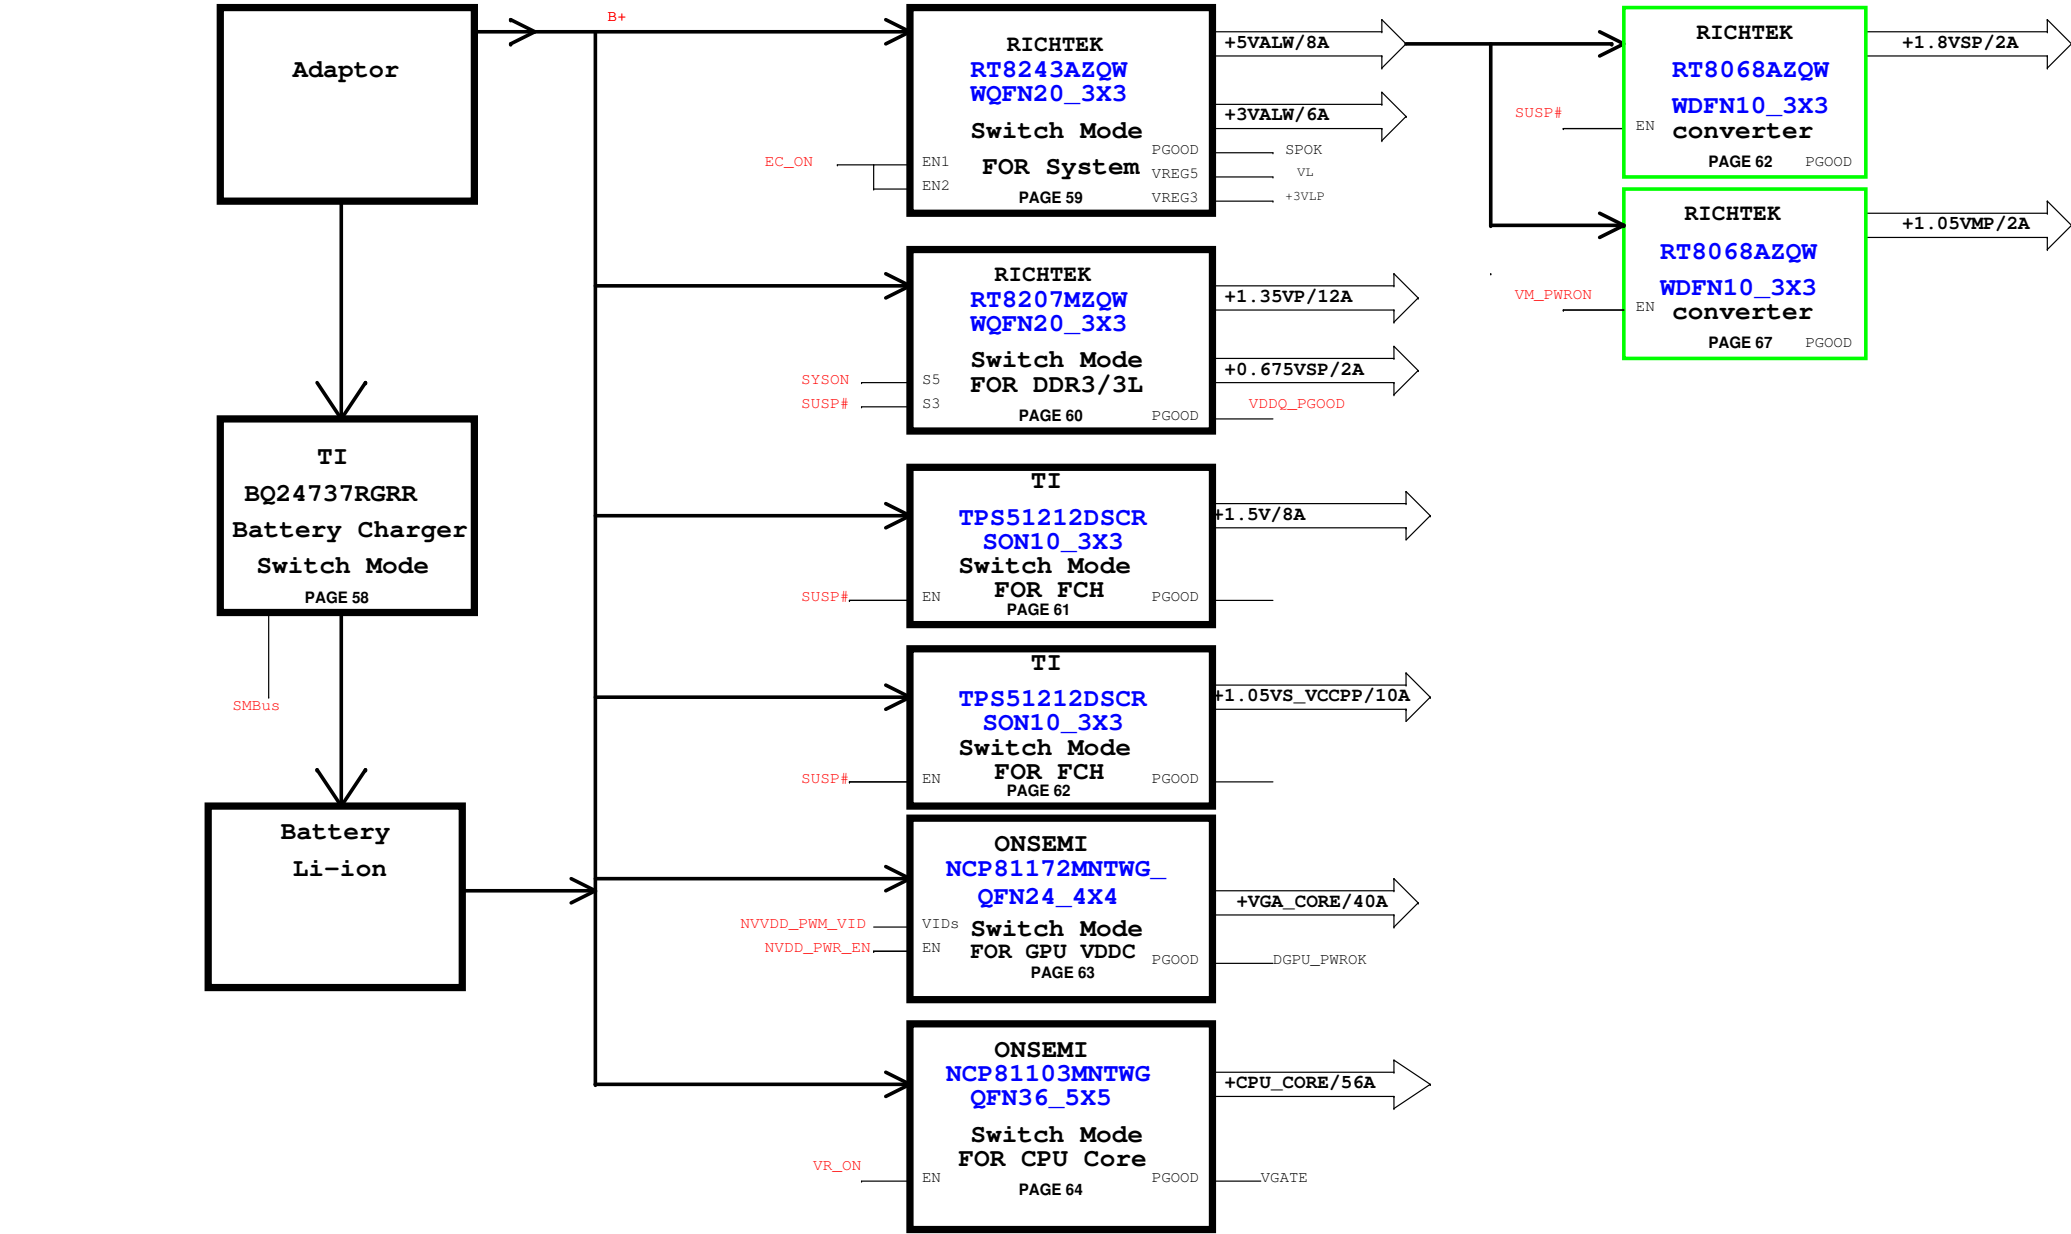 Adaptor
TI
BQ24737RGRR
Battery Charger
Switch Mode
PAGE 58
SMBus
Battery
Li-ion
B+
RICHTEK
RT8243AZQW
WQFN20_3X3
Switch Mode
FOR System
PAGE 59
EC_ON
EN1
EN2
PGOOD
VREG5
VREG3
+5VALW/8A
+3VALW/6A
SPOK
VL
+3VLP
RICHTEK
RT8207MZQW
WQFN20_3X3
Switch Mode
FOR DDR3/3L
PAGE 60
SYSON
SUSP#
S5
S3
PGOOD
+1.35VP/12A
+0.675VSP/2A
VDDQ_PGOOD
TI
TPS51212DSCR
SON10_3X3
Switch Mode
FOR FCH
PAGE 61
SUSP#
EN
PGOOD
+1.5V/8A
TI
TPS51212DSCR
SON10_3X3
Switch Mode
FOR FCH
PAGE 62
SUSP#
EN
PGOOD
+1.05VS_VCCPP/10A
ONSEMI
NCP81172MNTWG_
QFN24_4X4
Switch Mode
FOR GPU VDDC
PAGE 63
NVVDD_PWM_VID
NVDD_PWR_EN
VIDs
EN
PGOOD
+VGA_CORE/40A
DGPU_PWROK
ONSEMI
NCP81103MNTWG
QFN36_5X5
Switch Mode
FOR CPU Core
PAGE 64
VR_ON
EN
PGOOD
+CPU_CORE/56A
VGATE
RICHTEK
RT8068AZQW
WDFN10_3X3
converter
PAGE 62
SUSP#
EN
PGOOD
+1.8VSP/2A
RICHTEK
RT8068AZQW
WDFN10_3X3
converter
PAGE 67
VM_PWRON
EN
PGOOD
+1.05VMP/2A